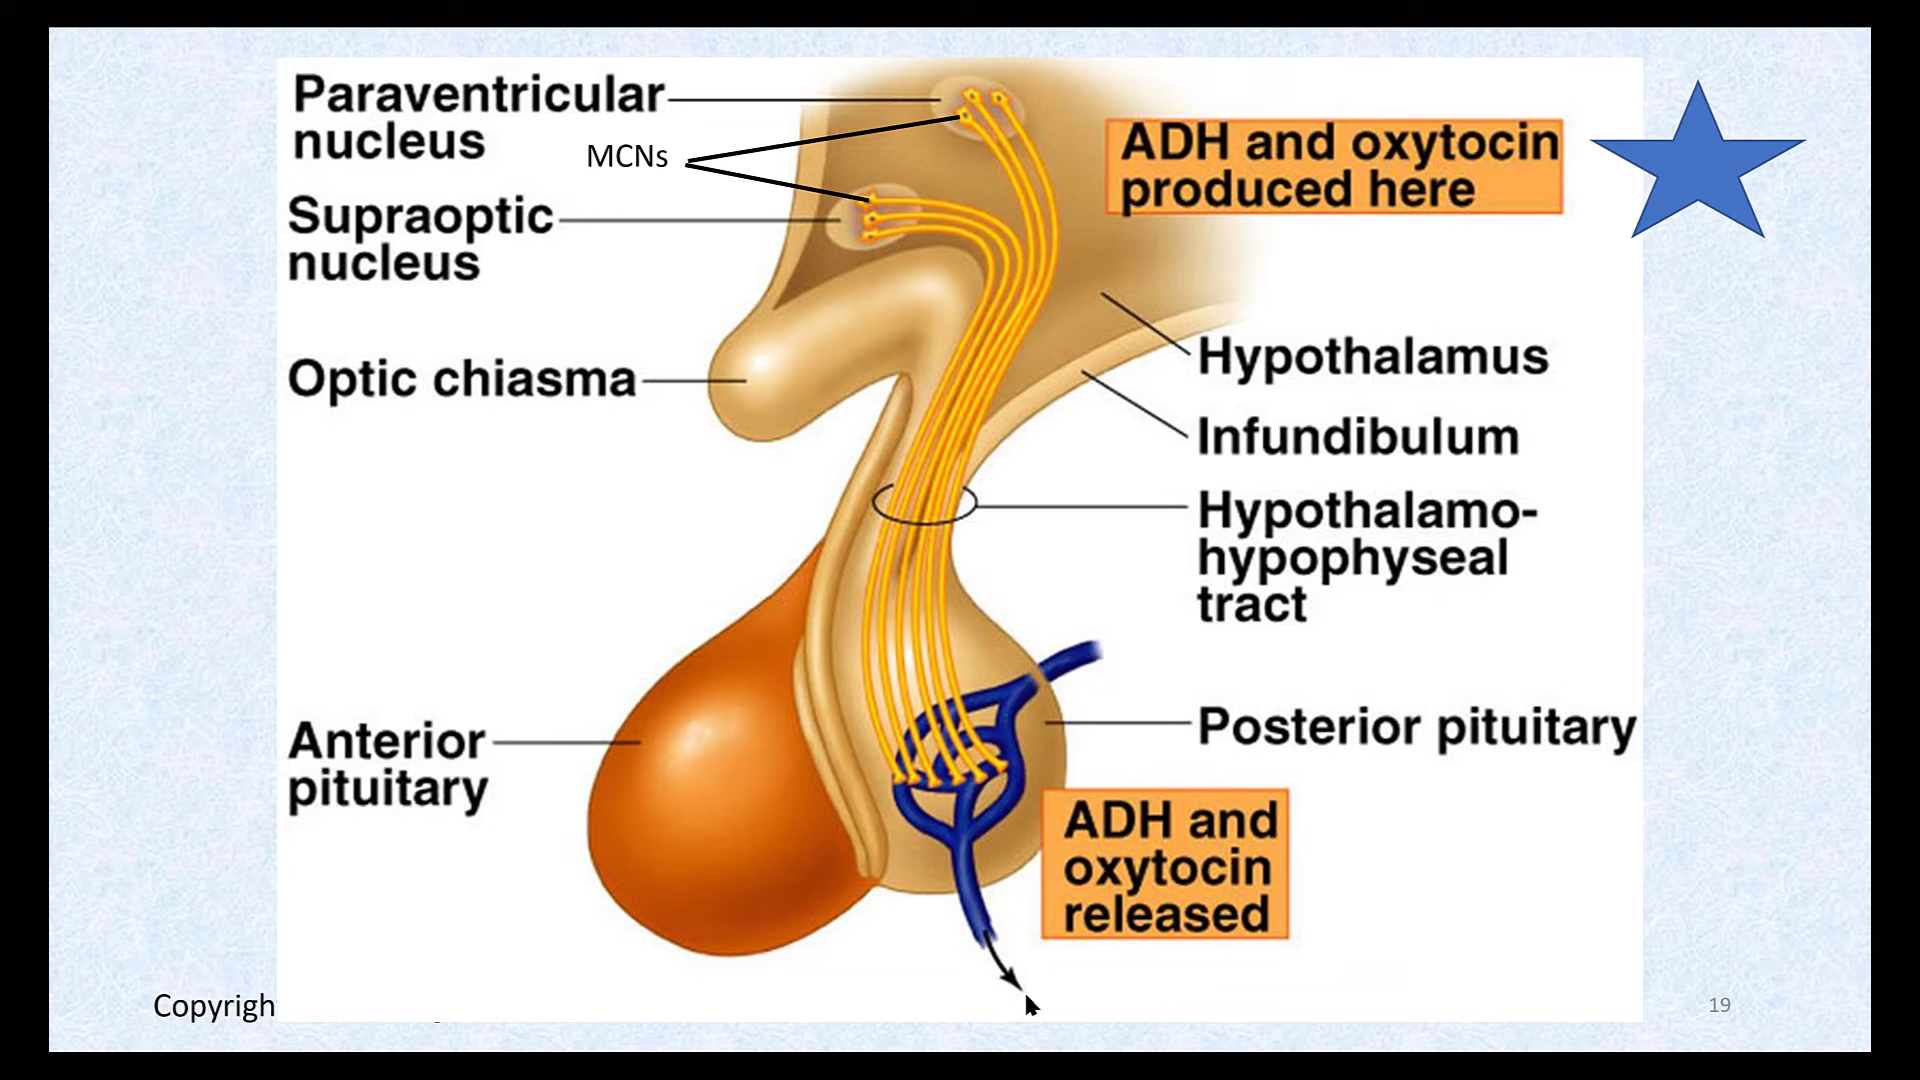 Paraventricular
nucleus
MCNs
Supraoptic
nucleus
Optic chiasma
Anterior
pituitary
ADH and oxytocin
produced here
Hypothalamus
Infundibulum
Hypothalamo-
hypophyseal
tract
Posterior pituitary
ADH and
oxytocin
released
19